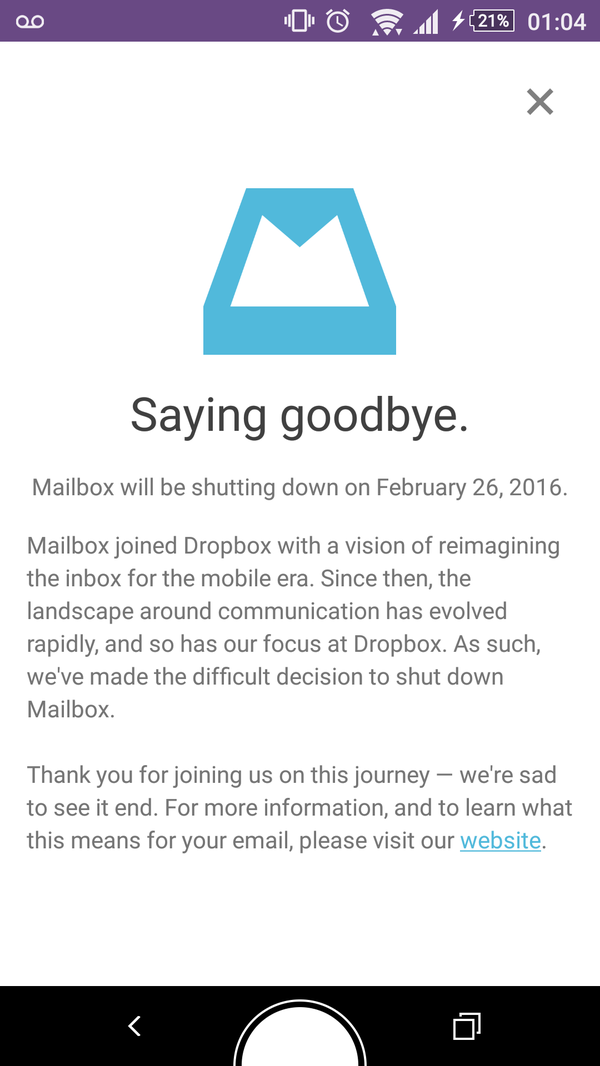 21% 01:04
Saying goodbye.
Mailbox will be shutting down on February 26, 2016.
Mailbox joined Dropbox with a vision of reimagining
the inbox for the mobile era. Since then, the
landscape around communication has evolved
rapidly, and so has our focus at Dropbox. As such,
we've made the difficult decision to shut down
Mailbox.
Thank you for joining us on this journey — we're sad
to see it end. For more information, and to learn what
this means for your email, please visit our website.